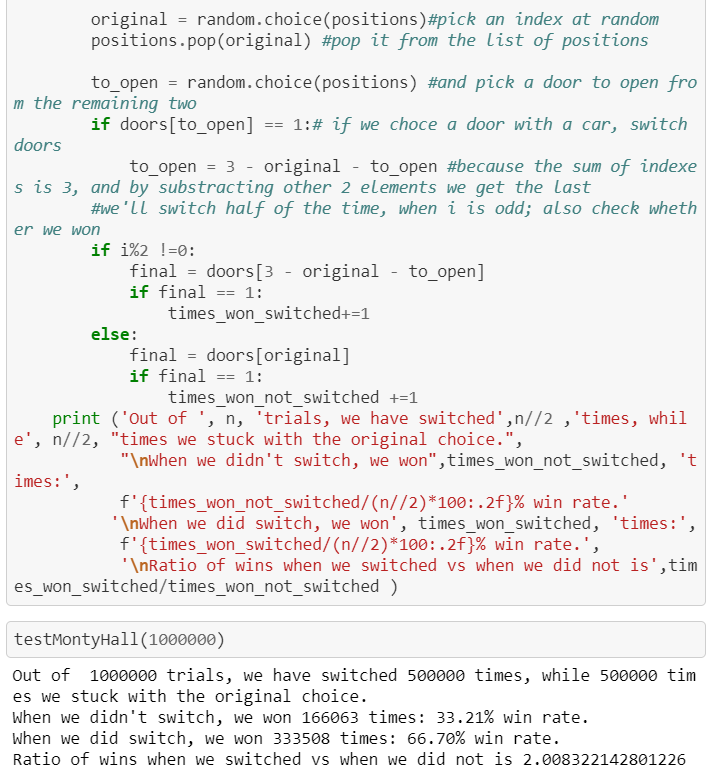 original = random.choice(positions)#pick an index at random
positions.pop(original) #pop it from the list of positions
to_open = random.choice(positions) #and pick a door to open fro
m the remaining two
if doors[to_open] == 1:# if we choce a door with a car, switch
doors
to_open = 3 - original - to_open #because the sum of indexe
s is 3, and by substracting other 2 elements we get the last
#we'll switch half of the time, when i is odd; also check wheth
er we won
if i%2 !=0:
final = doors[3 - original - to_open]
if final == 1:
times_won_switched+=1
else:
final = doors[original]
if final == 1:
times_won_not_switched +=1
print ('Out of ', n, 'trials, we have switched',n//2 ,'times, whil
e', n//2, "times we stuck with the original choice.",
"\nWhen we didn't switch, we won",times_won_not_switched, 't
imes:',
f'{times_won_not_switched/(n//2)*100:.2f}% win rate.'
'\nWhen we did switch, we won', times_won_switched, 'times:',
f'{times_won_switched/(n//2)*100:.2f}% win rate.',
'\nRatio of wins when we switched vs when we did not is',tim
es_won_switched/times_won_not_switched )
testMontyHall(1000000)
Out of  1000000 trials, we have switched 500000 times, while 500000 tim
es we stuck with the original choice.
When we didn't switch, we won 166063 times: 33.21% win rate.
When we did switch, we won 333508 times: 66.70% win rate.
Ratio of wins when we switched vs when we did not is 2.008322142801226